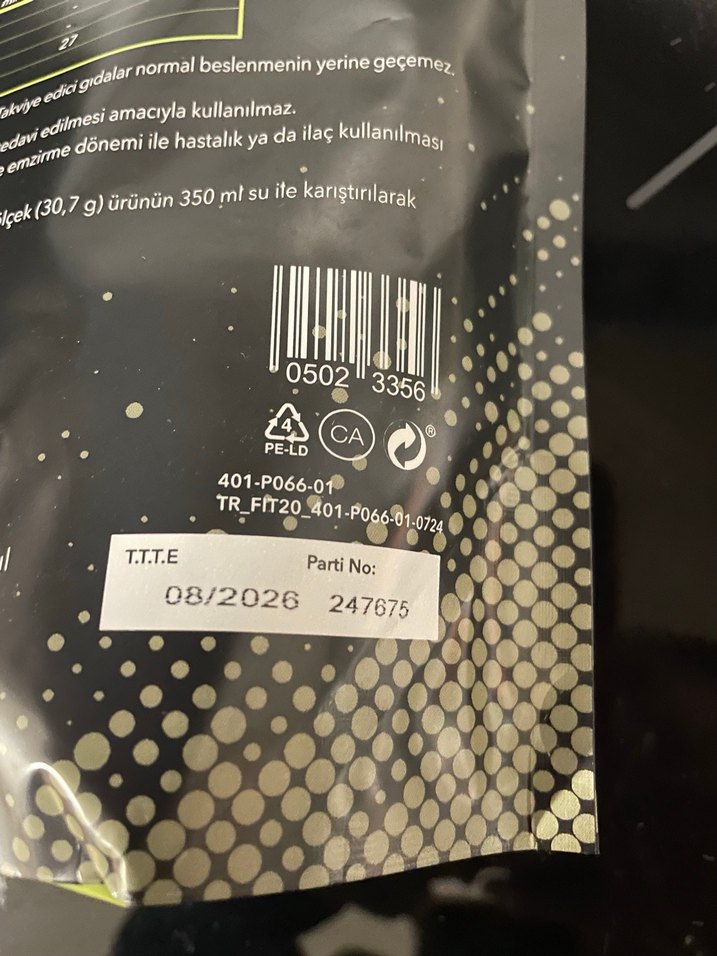 -
27
Takviye edici gıdalar normal beslenmenin yerine geçemez.
edavi edilmesi amacıyla kullanılmaz.
e emzirme dönemi ile hastalık ya da ilaç kullanılması
lçek (30,7 g) ürünün 350 ml su ile karıştırılarak
0502 3356
4
PE-LD
CA
®
401-P066-01
TR_FIT20_401-P066-01-0724
T.T.T.E Parti No:
08/2026 247675